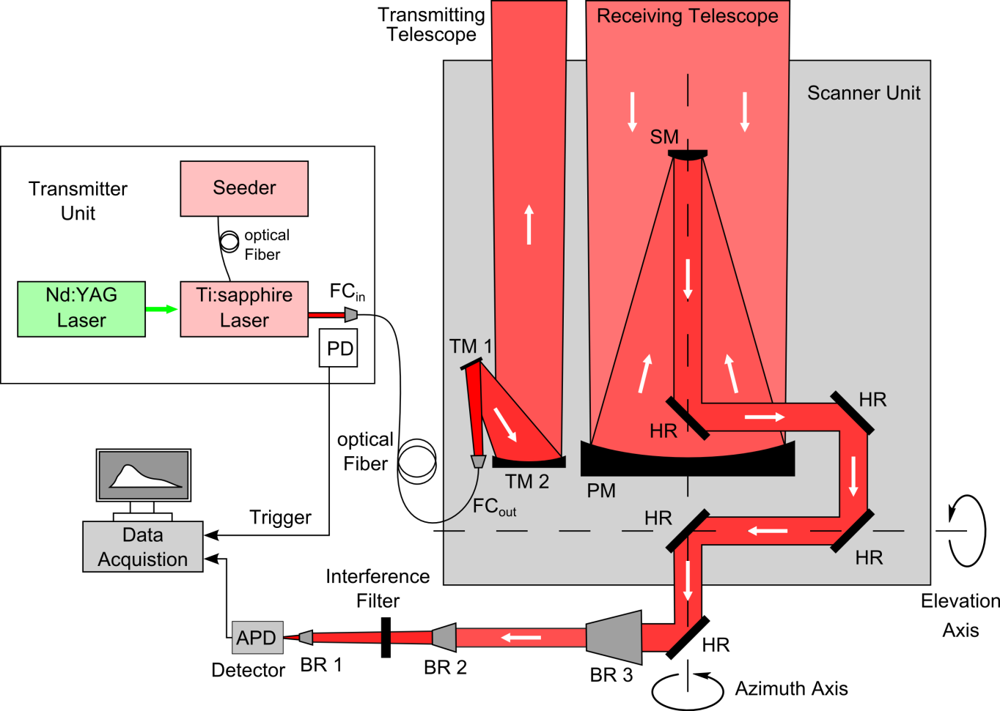 Transmitting
Telescope
Receiving Telescope
Scanner Unit
SM
Transmitter
Unit
Seeder
optical
Fiber
Nd:YAG
Laser
Ti:sapphire
Laser
FCin
PD
TM 1
HR
HR
optical
Fiber
TM 2
PM
FCout
HR
HR
Trigger
Data
Acquistion
Interference
Filter
Elevation
Axis
APD
Detector
BR 1
BR 2
BR 3
HR
Azimuth Axis